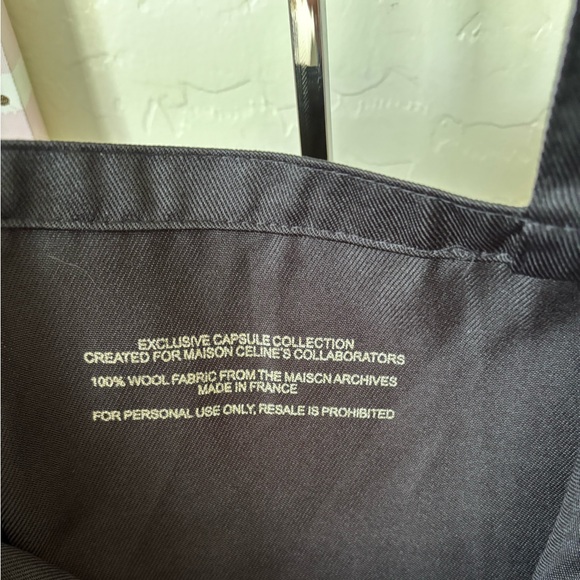 EXCLUSIVE CAPSULE COLLECTION
CREATED FOR MAISON CELINE'S COLLABORATORS
100% WOOL FABRIC FROM THE MAISON ARCHIVES
MADE IN FRANCE
FOR PERSONAL USE ONLY, RESALE IS PROHIBITED